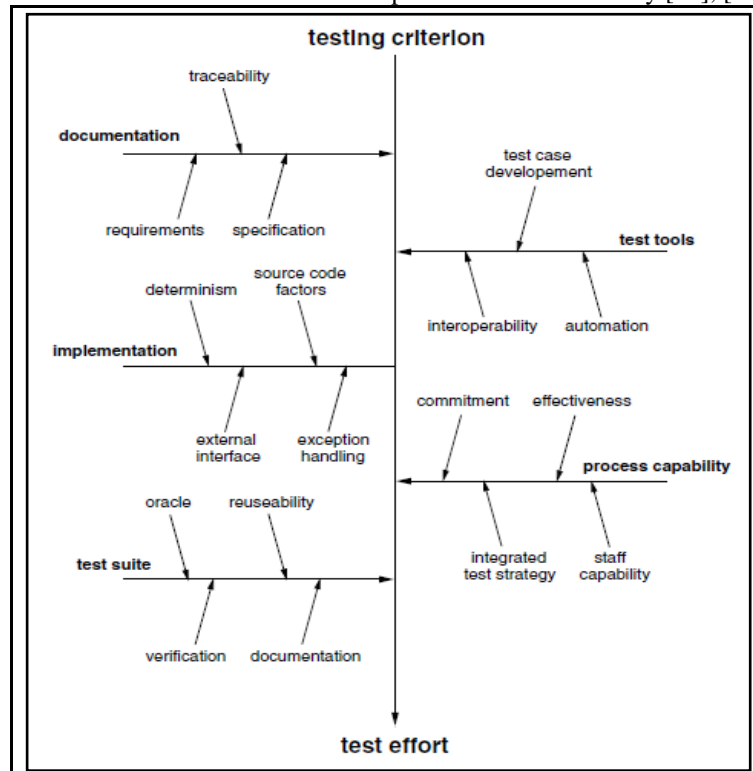 testing criterion
traceability
documentation
requirements
specification
test case
developement
test tools
interoperability
automation
determinism
source code
factors
implementation
external
interface
exception
handling
commitment
effectiveness
process capability
integrated
test strategy
staff
capability
oracle
reuseability
test suite
verification
documentation
test effort